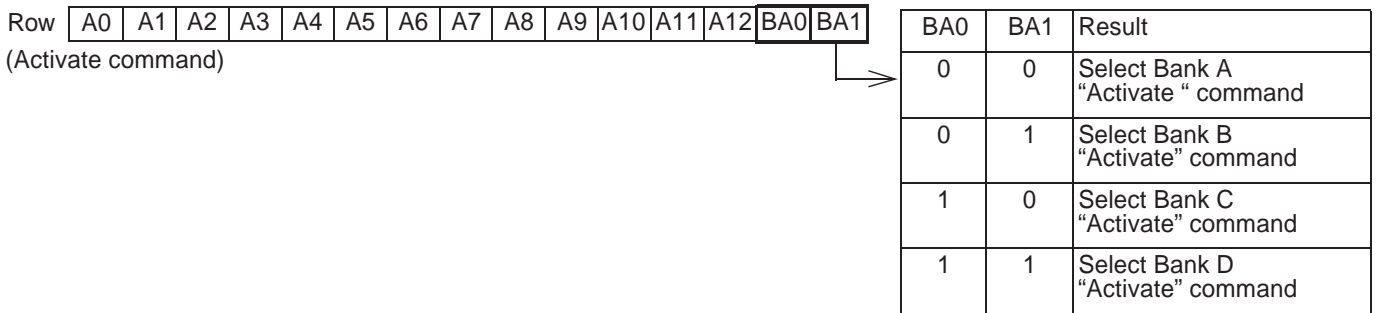 Row A0 A1 A2 A3 A4 A5 A6 A7 A8 A9 A10 A11 A12 BA0 BA1
(Activate command)
BA0 BA1 Result
0 0 Select Bank A
“Activate “ command
0 1 Select Bank B
“Activate” command
1 0 Select Bank C
“Activate” command
1 1 Select Bank D
“Activate” command